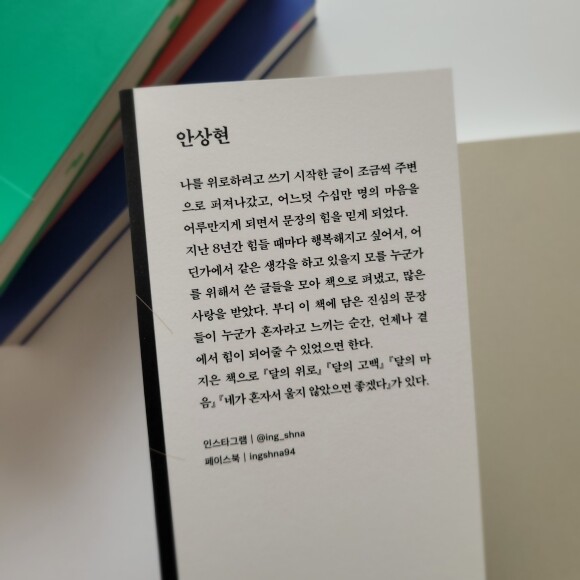 안상현
나를 위로하려고 쓰기 시작한 글이 조금씩 주변
으로 퍼져나갔고, 어느덧 수십만 명의 마음을
어루만지게 되면서 문장의 힘을 믿게 되었다.
지난 8년간 힘들 때마다 행복해지고 싶어서, 어
딘가에서 같은 생각을 하고 있을지 모를 누군가
를 위해서 쓴 글들을 모아 책으로 펴냈고, 많은
사랑을 받았다. 부디 이 책에 담은 진심의 문장
들이 누군가 혼자라고 느끼는 순간, 언제나 곁
에서 힘이 되어줄 수 있었으면 한다.
지은 책으로 『달의 위로』 『달의 고백』 『달의 마
음』 『네가 혼자서 울지 않았으면 좋겠다』가 있다.
인스타그램 | @ing_shna
페이스북 | ingshna94